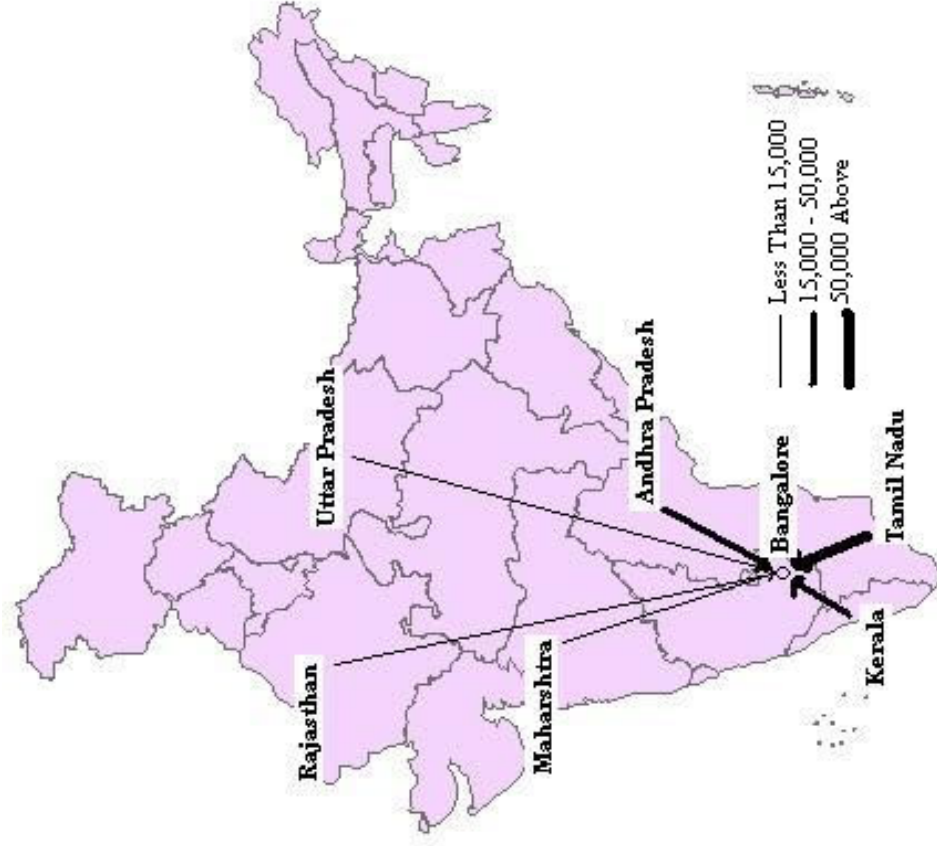 Rajasthan
Uttar Pradesh
Maharshtra
Andhra Pradesh
Bangalore
Kerala
Tamil Nadu
Less Than 15,000
15,000 - 50,000
50,000 Above